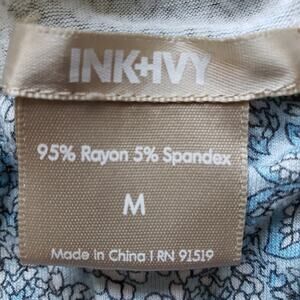 INK+IVY
95% Rayon 5% Spandex
M
Made in China | RN 91519